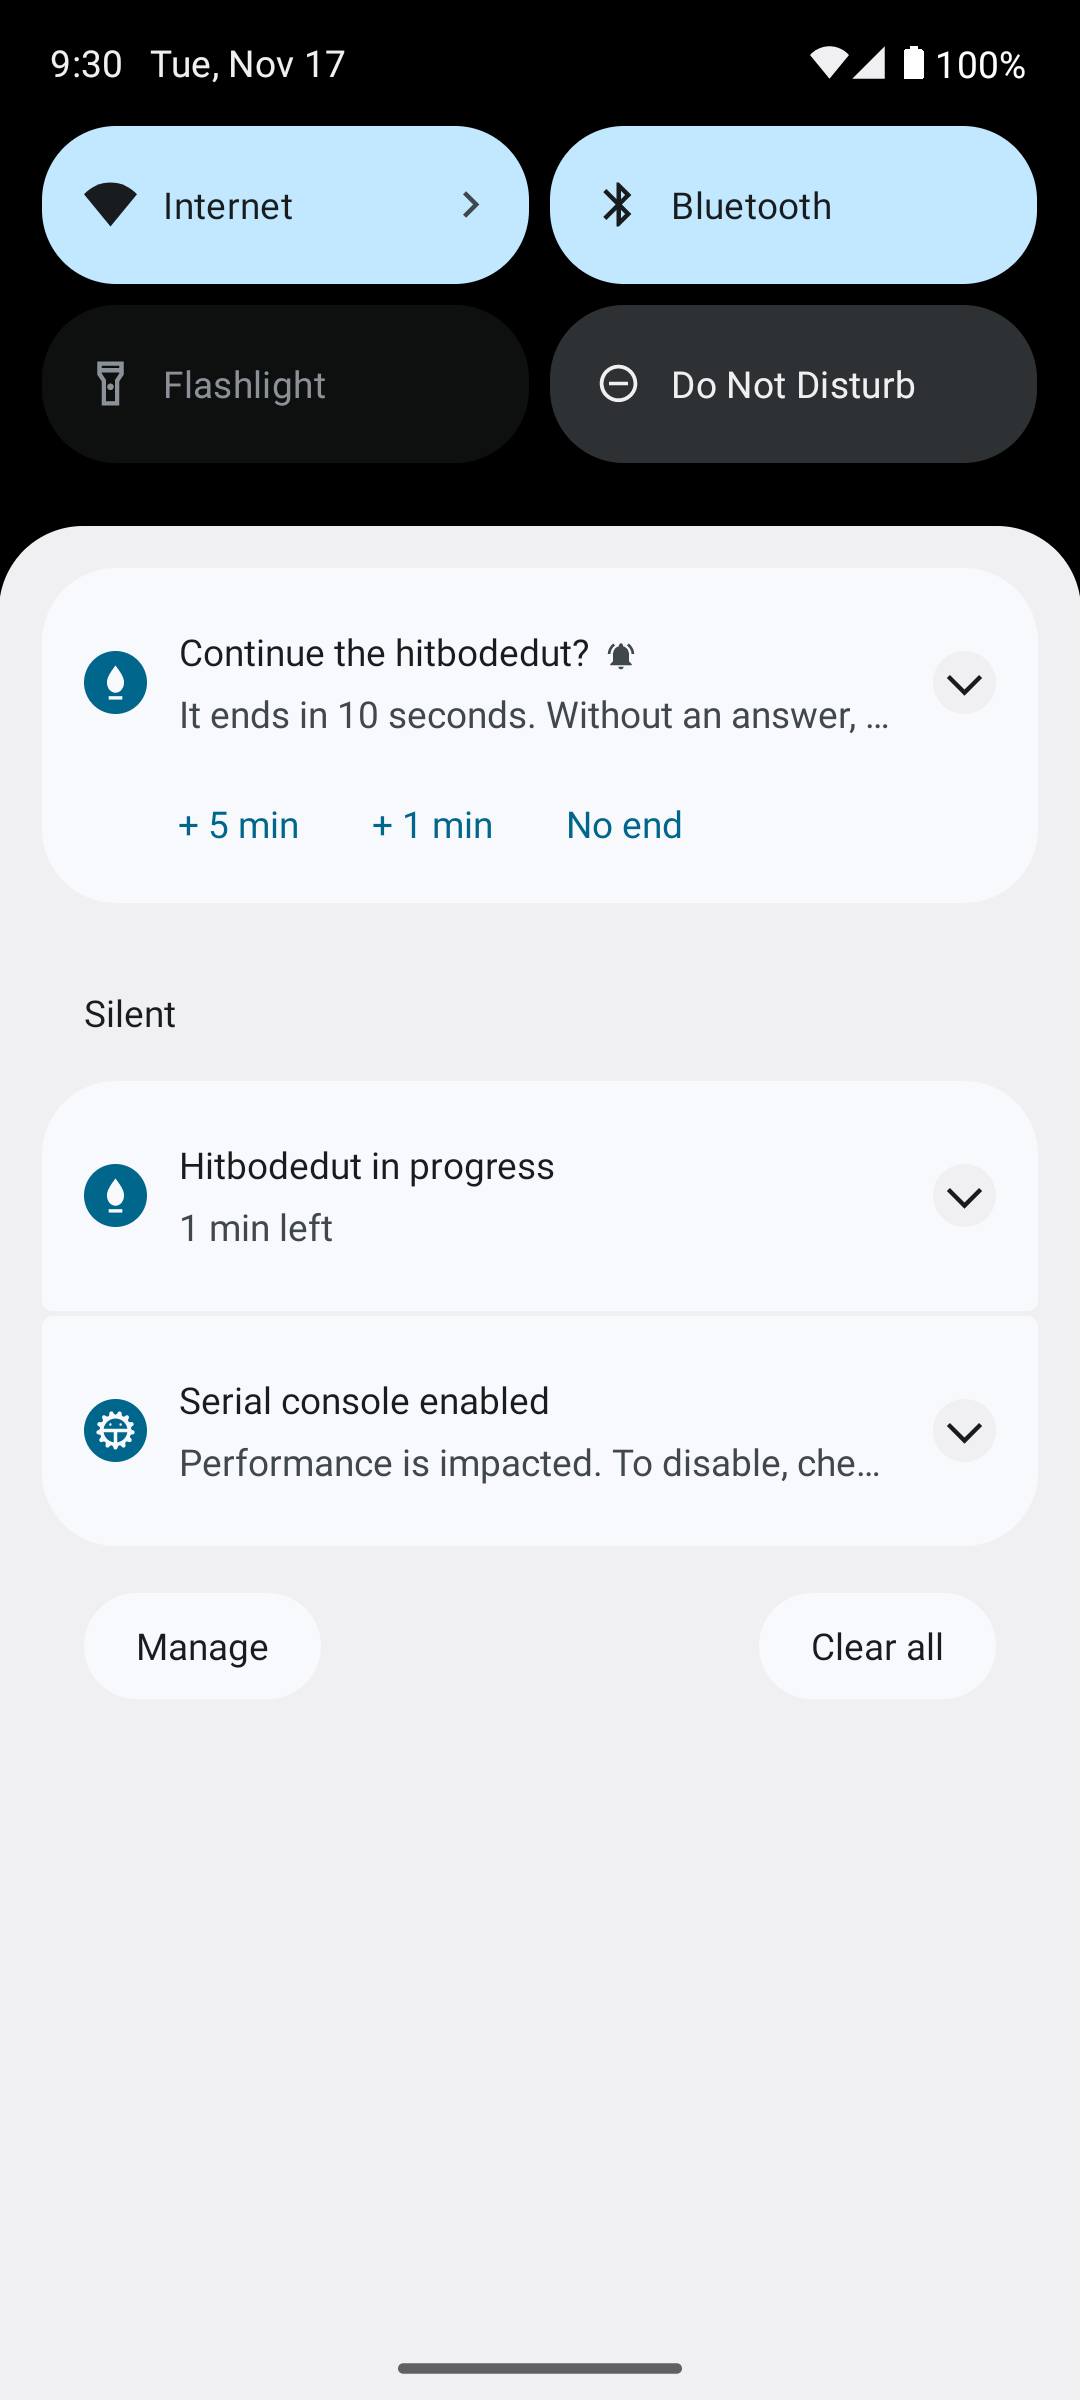 9:30 Tue, Nov 17 100%
Internet
Bluetooth
Flashlight
Do Not Disturb
Continue the hitbodedut?
It ends in 10 seconds. Without an answer, …
+ 5 min + 1 min No end
Silent
Hitbodedut in progress
1 min left
Serial console enabled
Performance is impacted. To disable, che…
Manage
Clear all